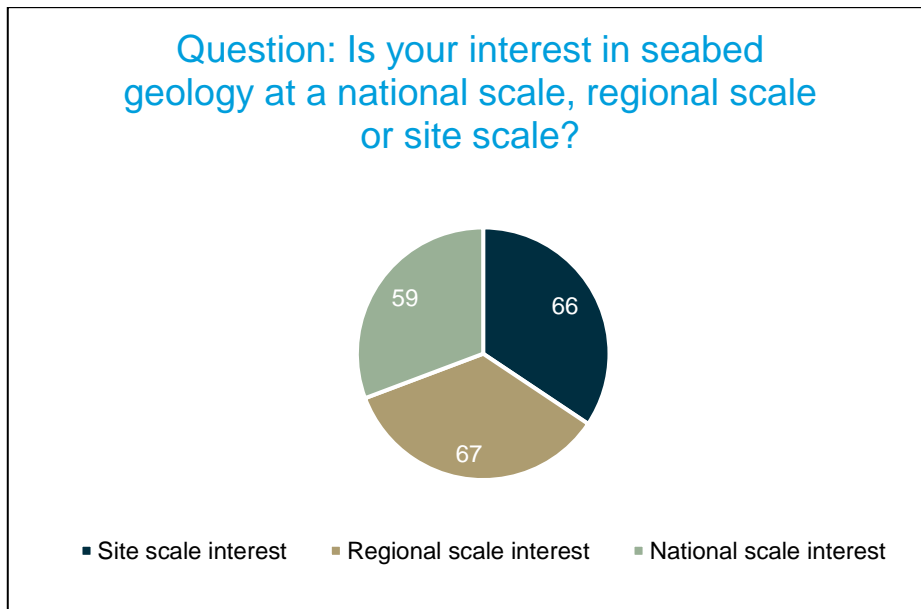 Question: Is your interest in seabed
geology at a national scale, regional scale
or site scale?
59
66
67
Site scale interest
Regional scale interest
National scale interest